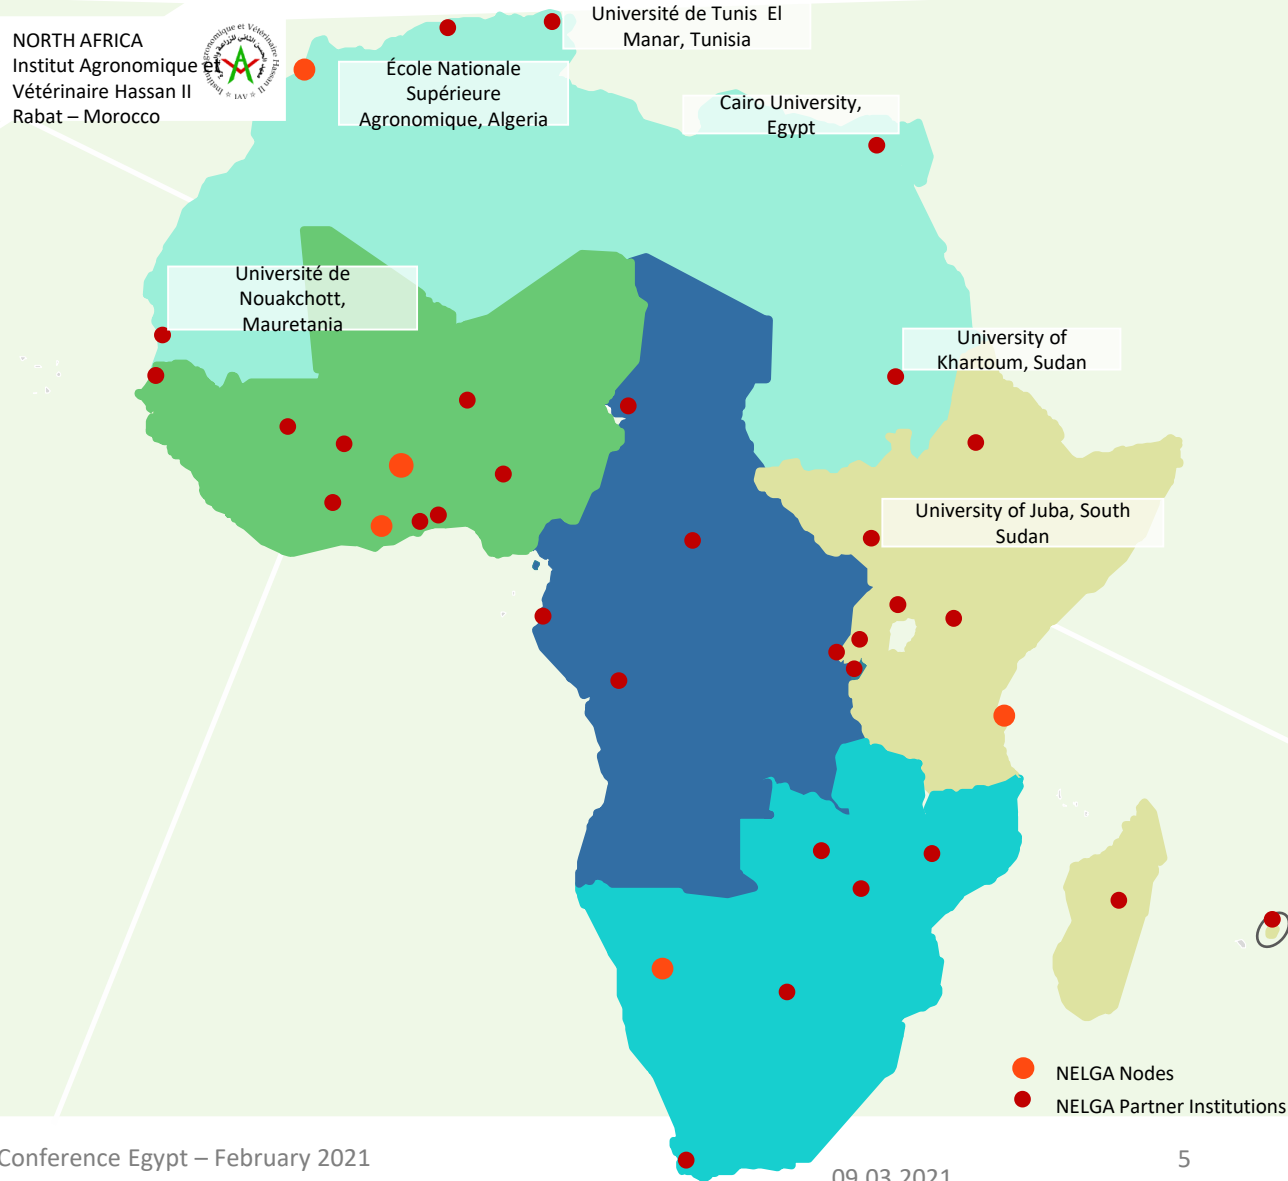 NORTH AFRICA
Institut Agronomique et
Vétérinaire Hassan II
Rabat – Morocco
Université de Tunis El
Manar, Tunisia
École Nationale
Supérieure
Agronomique, Algeria
Cairo University,
Egypt
Université de
Nouakchott,
Mauretania
University of
Khartoum, Sudan
University of Juba, South
Sudan
NELGA Nodes
NELGA Partner Institutions
Conference Egypt – February 2021
09.03.2021
5